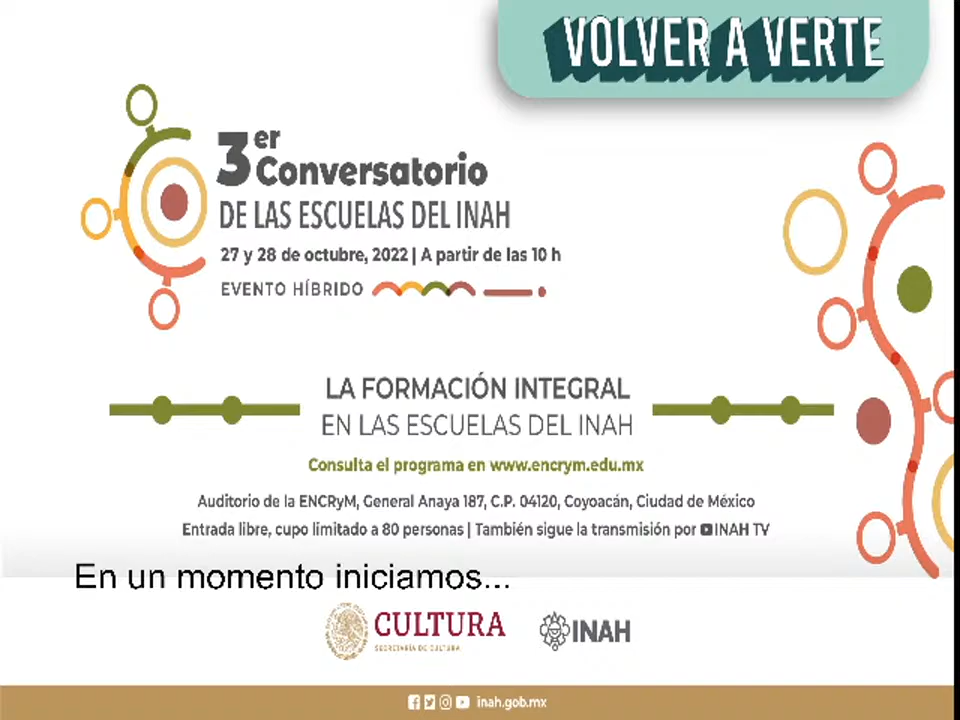 VOLVER A VERTE
3er Conversatorio
DE LAS ESCUELAS DEL INAH
27 y 28 de octubre, 2022 | A partir de las 10 h
EVENTO HÍBRIDO
LA FORMACIÓN INTEGRAL
EN LAS ESCUELAS DEL INAH
Consulta el programa en www.encrym.edu.mx
Auditorio de la ENCRyM, General Anaya 187, C.P. 04120, Coyoacán, Ciudad de México
Entrada libre, cupo limitado a 80 personas | También sigue la transmisión por INAH TV
En un momento iniciamos...
CULTURA
SECRETARÍA DE CULTURA
INAH
inah.gob.mx